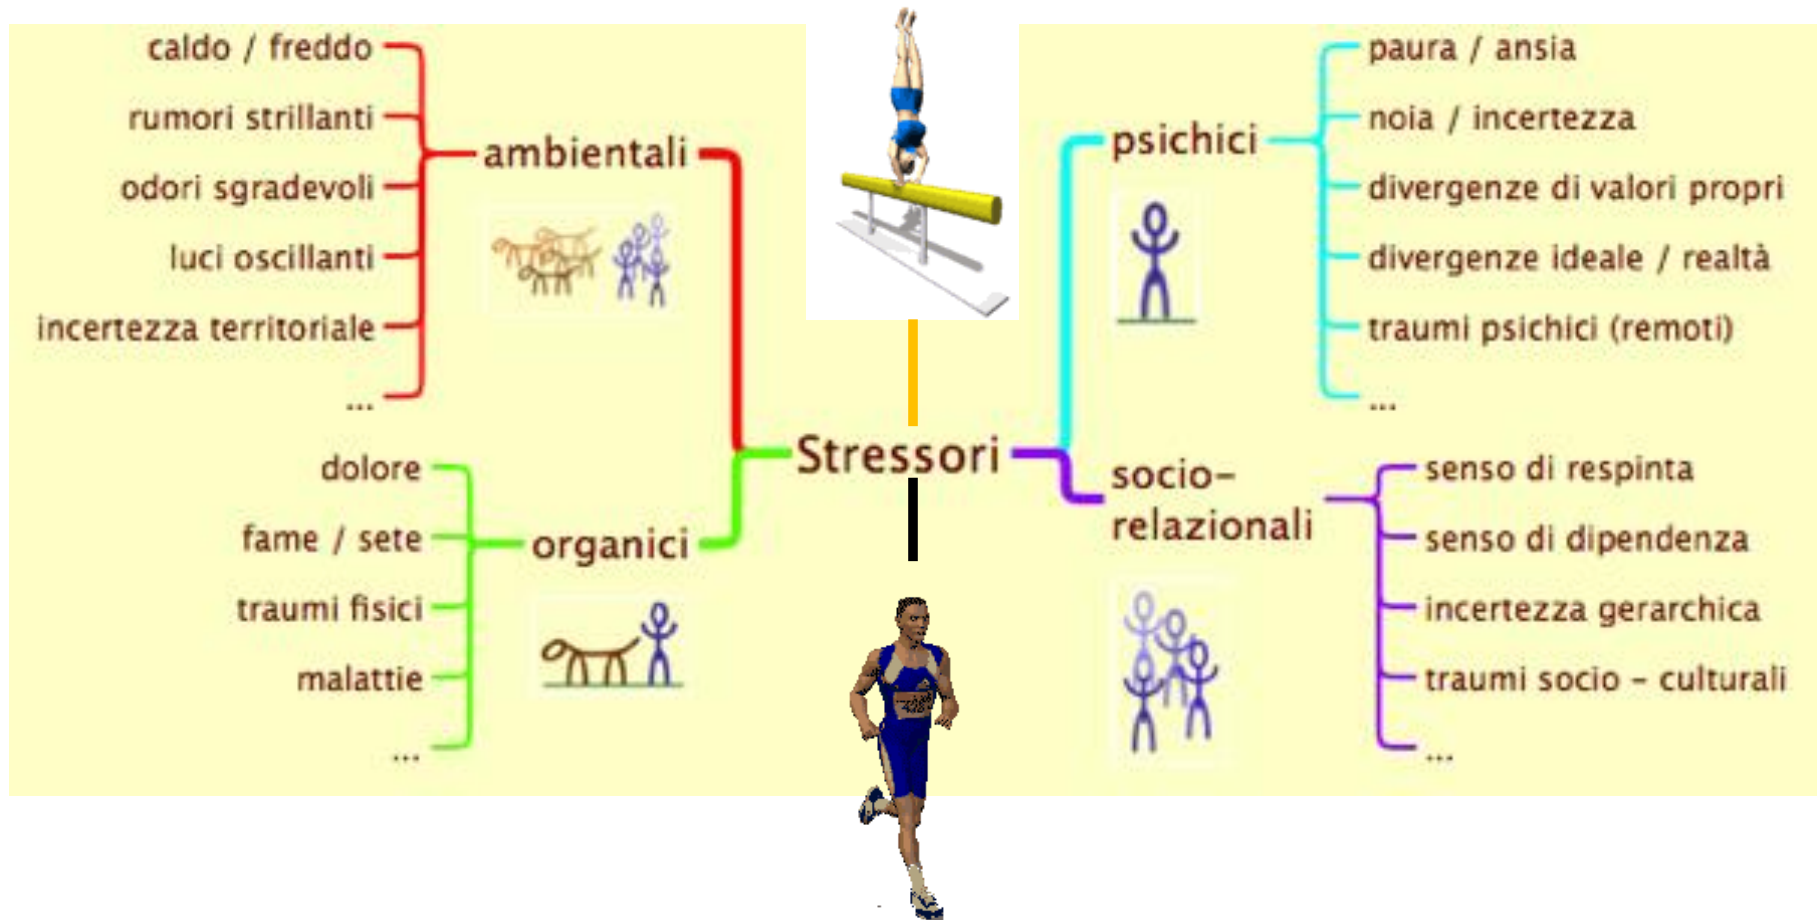 caldo / freddo
rumori strillanti
odori sgradevoli
luci oscillanti
incertezza territoriale
...
ambientali
dolore
fame / sete
traumi fisici
malattie
...
organici
Stressori
psichici
paura / ansia
noia / incertezza
divergenze di valori propri
divergenze ideale / realtà
traumi psichici (remoti)
...
socio-
relazionali
senso di respinta
senso di dipendenza
incertezza gerarchica
traumi socio - culturali
...